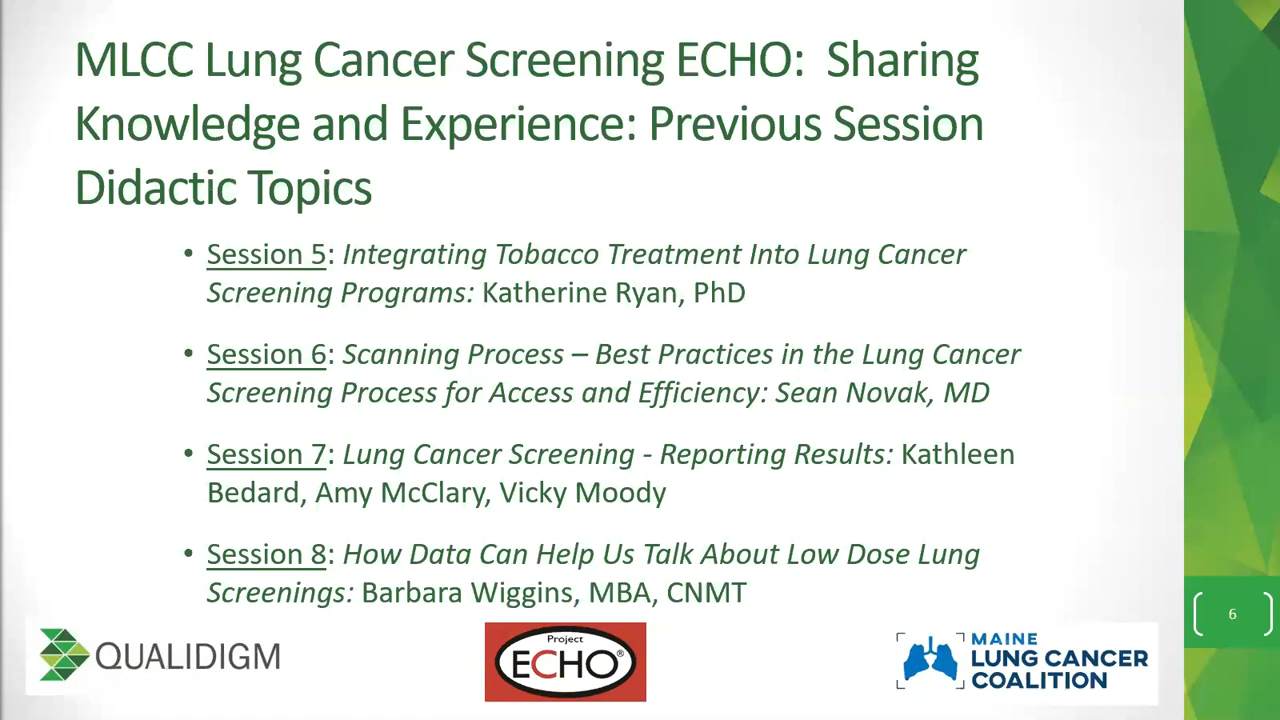 MLCC Lung Cancer Screening ECHO:  Sharing
Knowledge and Experience: Previous Session
Didactic Topics
• Session 5: Integrating Tobacco Treatment Into Lung Cancer
Screening Programs: Katherine Ryan, PhD
• Session 6: Scanning Process – Best Practices in the Lung Cancer
Screening Process for Access and Efficiency: Sean Novak, MD
• Session 7: Lung Cancer Screening - Reporting Results: Kathleen
Bedard, Amy McClary, Vicky Moody
• Session 8: How Data Can Help Us Talk About Low Dose Lung
Screenings: Barbara Wiggins, MBA, CNMT
6
QUALIDIGM
Project
ECHO®
MAINE
LUNG CANCER
COALITION